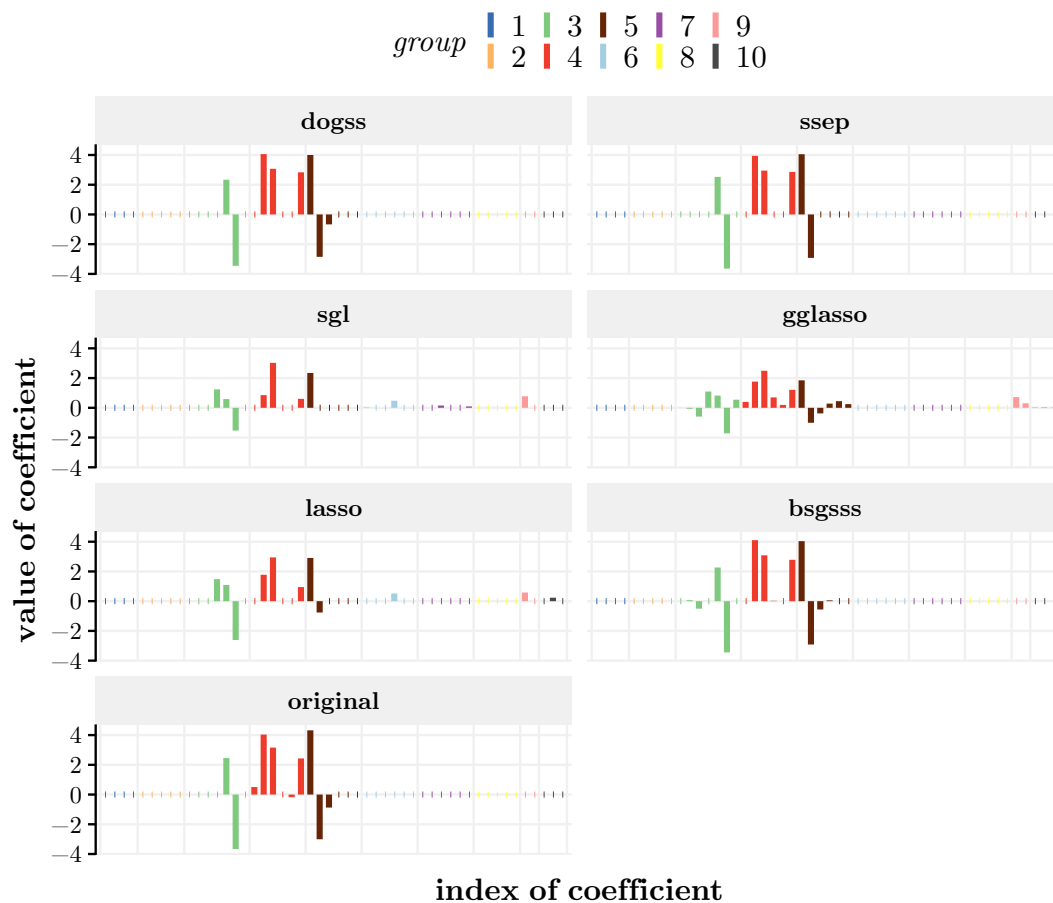 group 1 3 5 7 9
2 4 6 8 10
dogss ssep
4
2
0
−2
−4
sgl gglasso
4
2
0
−2
−4
lasso bsgsss
4
2
0
−2
−4
original
4
2
0
−2
−4
value of coefficient
index of coefficient